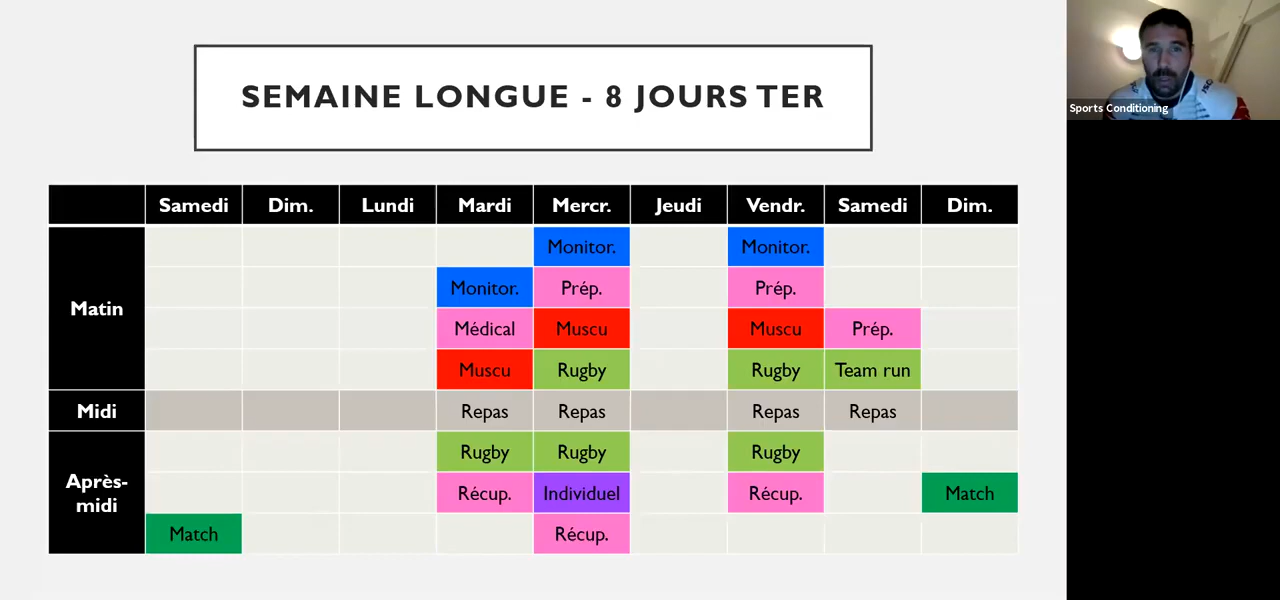 SEMAINE LONGUE - 8 JOURS TER
Sports Conditioning
Samedi Dim. Lundi Mardi Mercr. Jeudi Vendr. Samedi Dim.
Matin
Monitor. Monitor.
Monitor. Prép. Prép.
Médical Muscu Muscu Prép.
Muscu Rugby Rugby Team run
Midi Repas Repas Repas Repas
Après-
midi
Rugby Rugby Rugby
Récup. Individuel Récup. Match
Match Récup.